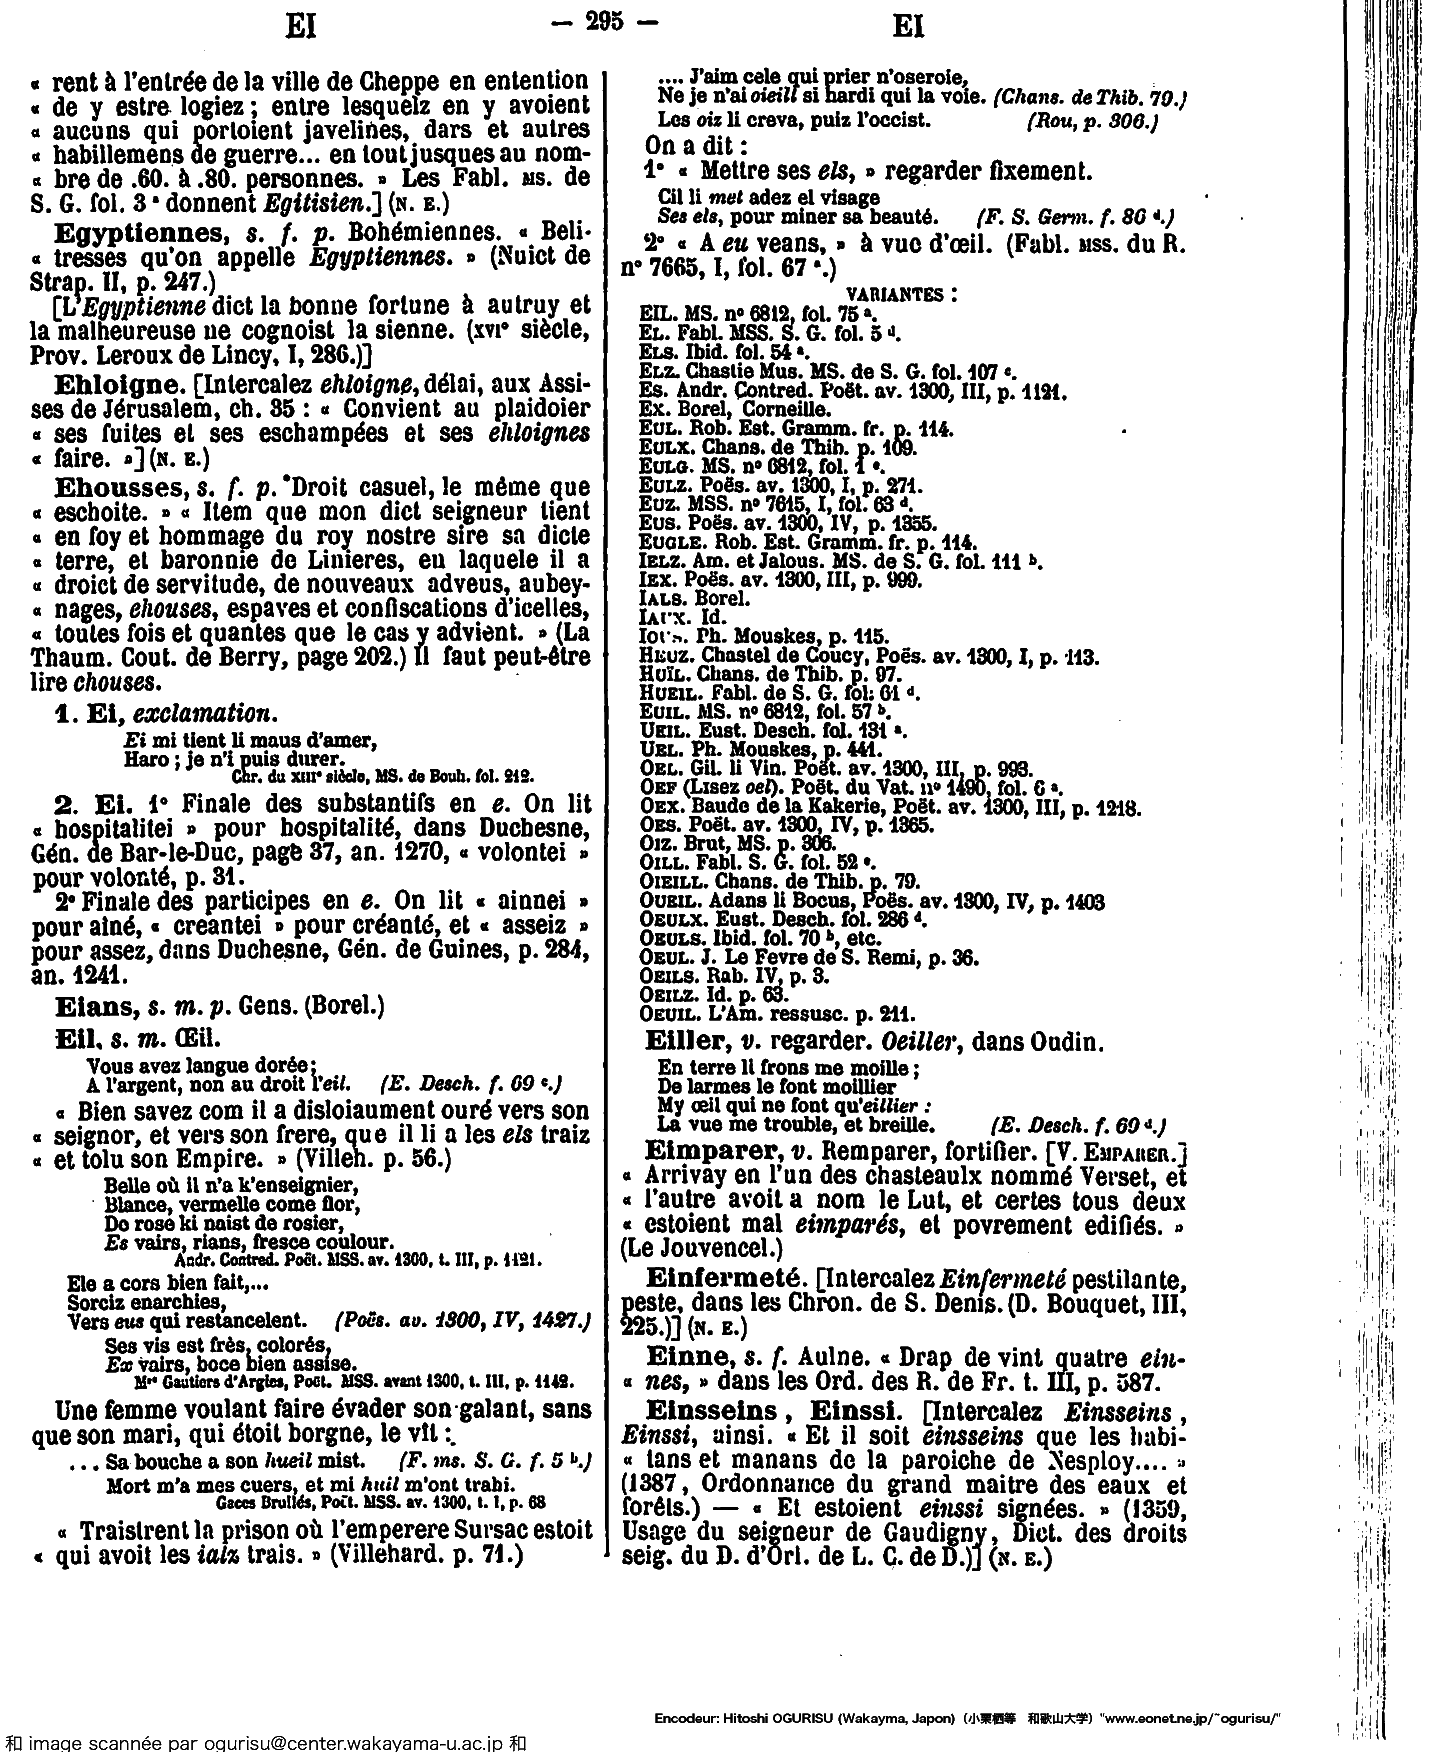 EI
— 295 —
EI
« rent à l'entrée de la ville de Cheppe en entention
« de y estre logiez ; entre lesquelz en y avoient
« aucuns qui portoient javelines, dars et autres
« habillemens de guerre... en tout jusques au nom-
« bre de .60. à .80. personnes. » Les Fabl. MS. de
S. G. fol. 3 ª donnent Egitisien.] (N. E.)
Egyptiennes, s. f. p. Bohémiennes. « Beli-
« tresses qu'on appelle Egyptiennes. » (Nuict de
Strap. II, p. 247.)
[L'Egyptienne dict la bonne fortune à autruy et
la malheureuse ne cognoist la sienne. (XVIᵉ siècle,
Prov. Leroux de Lincy, I, 286.)]
Ehloigne. [Intercalez ehloigne, délai, aux Assi-
ses de Jérusalem, ch. 35 : « Convient au plaidoier
« ses fuites et ses eschampées et ses ehloignes
« faire. »] (N. E.)
Ehousses, s. f. p. Droit casuel, le même que
« eschoite. » « Item que mon dict seigneur tient
« en foy et hommage du roy nostre sire sa dicte
« terre, et baronnie de Linieres, eu laquele il a
« droict de servitude, de nouveaux adveus, aubey-
« nages, ehouses, espaves et confiscations d'icelles,
« toutes fois et quantes que le cas y advient. » (La
Thaum. Cout. de Berry, page 202.) Il faut peut-être
lire chouses.
1. Ei, exclamation.
Ei mi tient li maus d'amer,
Haro ; je n'i puis durer.
Chr. du XIIIᵉ siècle, MS. de Bouh. fol. 212.
2. Ei. 1° Finale des substantifs en e. On lit
« hospitalitei » pour hospitalité, dans Duchesne,
Gén. de Bar-le-Duc, page 37, an. 1270, « volontei »
pour volonté, p. 31.
2° Finale des participes en e. On lit « ainnei »
pour aîné, « creantei » pour créanté, et « asseiz »
pour assez, dans Duchesne, Gén. de Guines, p. 284,
an. 1241.
Eians, s. m. p. Gens. (Borel.)
Eil, s. m. Œil.
Vous avez langue dorée ;
A l'argent, non au droit l'eil. (E. Desch. f. 69 ᶜ.)
« Bien savez com il a disloiaument ouré vers son
« seignor, et vers son frere, que il li a les els traiz
« et tolu son Empire. » (Villeh. p. 56.)
Belle où il n'a k'enseignier,
Blance, vermelle come flor,
De rose ki naist de rosier,
Es vairs, rians, fresce coulour.
Andr. Contred. Poët. MSS. av. 1300, t. III, p. 1121.
Ele a cors bien fait,...
Sorciz enarchies,
Vers eus qui restancelent. (Poës. av. 1300, IV, 1427.)
Ses vis est frès, colorés,
Ex vairs, boce bien assise.
Mʳˢ Gautiers d'Argies, Poët. MSS. avant 1300, t. III, p. 1142.
Une femme voulant faire évader son galant, sans
que son mari, qui étoit borgne, le vît :
... Sa bouche a son hueil mist. (F. ms. S. G. f. 5 ᵇ.)
Mort m'a mes cuers, et mi huil m'ont trahi.
Gaces Brullés, Poët. MSS. av. 1300, t. I, p. 68
« Traistrent la prison où l'emperere Sursac estoit
« qui avoit les iaiz trais. » (Villehard. p. 71.)
.... J'aim cele qui prier n'oseroie,
Ne je n'ai oieill si hardi qui la voie. (Chans. de Thib. 79.)
Les oiz li creva, puiz l'occist. (Rou, p. 306.)
On a dit :
1° « Mettre ses els, » regarder fixement.
Cil li met adez el visage
Ses els, pour miner sa beauté. (F. S. Germ. f. 86 ᵈ.)
2° « A eu veans, » à vue d'œil. (Fabl. MSS. du R.
n° 7665, I, fol. 67 ª.)
VARIANTES :
EIL. MS. n° 6812, fol. 75 ª.
EL. Fabl. MSS. S. G. fol. 5 ᵈ.
ELS. Ibid. fol. 54 ª.
ELZ. Chastie Mus. MS. de S. G. fol. 107 ᶜ.
ES. Andr. Contred. Poët. av. 1300, III, p. 1121.
EX. Borel, Corneille.
EUL. Rob. Est. Gramm. fr. p. 114.
EULX. Chans. de Thib. p. 109.
EULG. MS. n° 6812, fol. 1 ᵉ.
EULZ. Poës. av. 1300, I, p. 271.
EUZ. MSS. n° 7615, I, fol. 63 ᵈ.
EUS. Poës. av. 1300, IV, p. 1355.
EUGLE. Rob. Est. Gramm. fr. p. 114.
IELZ. Am. et Jalous. MS. de S. G. fol. 111 ᵇ.
IEX. Poës. av. 1300, III, p. 999.
IALS. Borel.
IAUX. Id.
Ph. Mouskes, p. 115.
HEUZ. Chastel de Coucy, Poës. av. 1300, I, p. 113.
HUÏL. Chans. de Thib. p. 97.
HUEIL. Fabl. de S. G. fol. 61 ᵈ.
EUIL. MS. n° 6812, fol. 57 ᵇ.
UEIL. Eust. Desch. fol. 131 ª.
UEL. Ph. Mouskes, p. 441.
OEL. Gil. li Vin. Poët. av. 1300, III, p. 993.
OEF (Lisez oel). Poët. du Vat. n° 1490, fol. 6 ª.
OEX. Baude de la Kakerie, Poët. av. 1300, III, p. 1218.
OES. Poët. av. 1300, IV, p. 1365.
OIZ. Brut, MS. p. 306.
OILL. Fabl. S. G. fol. 52 ᵉ.
OIEILL. Chans. de Thib. p. 79.
OUEIL. Adans li Bocus, Poës. av. 1300, IV, p. 1403
OEULX. Eust. Desch. fol. 286 ᵈ.
OEULS. Ibid. fol. 70 ᵇ, etc.
OEUL. J. Le Fevre de S. Remi, p. 36.
OEILS. Rab. IV, p. 3.
OEILZ. Id. p. 63.
OEUIL. L'Am. ressusc. p. 211.
Eiller, v. regarder. Oeiller, dans Oudin.
En terre li frons me moille ;
De larmes le font moillier
My œil qui ne font qu'eillier :
La vue me trouble, et breille. (E. Desch. f. 69 ᵈ.)
Eimparer, v. Remparer, fortifier. [V. EMPARER.]
« Arrivay en l'un des chasteaulx nommé Verset, et
« l'autre avoit a nom le Lut, et certes tous deux
« estoient mal eimparés, et povrement edifiés. »
(Le Jouvencel.)
Einfermeté. [Intercalez Einfermeté pestilante,
peste, dans les Chron. de S. Denis. (D. Bouquet, III,
225.)] (N. E.)
Einne, s. f. Aulne. « Drap de vint quatre ein-
« nes, » dans les Ord. des R. de Fr. t. III, p. 587.
Einsseins, Einssi. [Intercalez Einsseins,
Einssi, ainsi. « Et il soit einsseins que les habi-
« tans et manans de la paroiche de Nesploy.... »
(1387, Ordonnance du grand maitre des eaux et
forêts.) — « Et estoient einssi signées. » (1359,
Usage du seigneur de Gaudigny, Dict. des droits
seig. du D. d'Orl. de L. C. de D.)] (N. E.)
Encodeur: Hitoshi OGURISU (Wakayma, Japon)（小栗栖等 和歌山大学）"www.eonet.ne.jp/~ogurisu/"
和 image scannée par ogurisu@center.wakayama-u.ac.jp 和